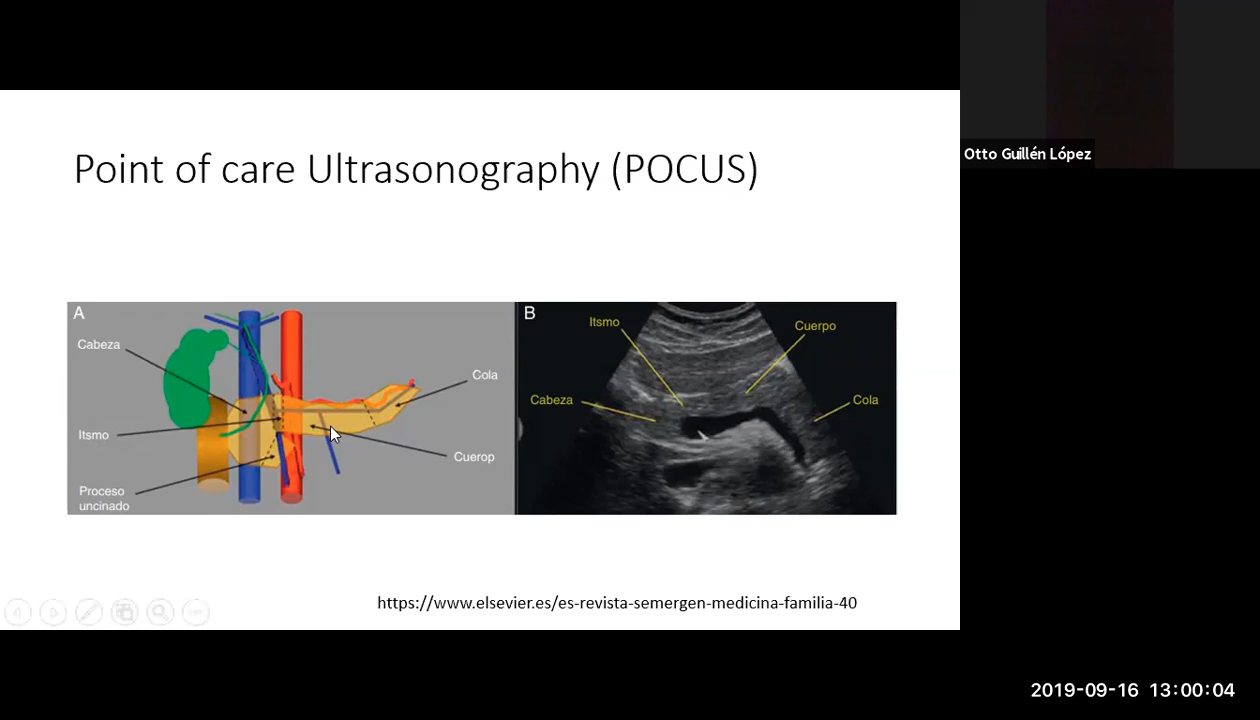 Point of care Ultrasonography (POCUS)
Otto Guillén López
A
Cabeza
Itsmo
Proceso
uncinado
Cola
Cuerop
B
Itsmo
Cuerpo
Cabeza
Cola
https://www.elsevier.es/es-revista-semergen-medicina-familia-40
2019-09-16 13:00:04